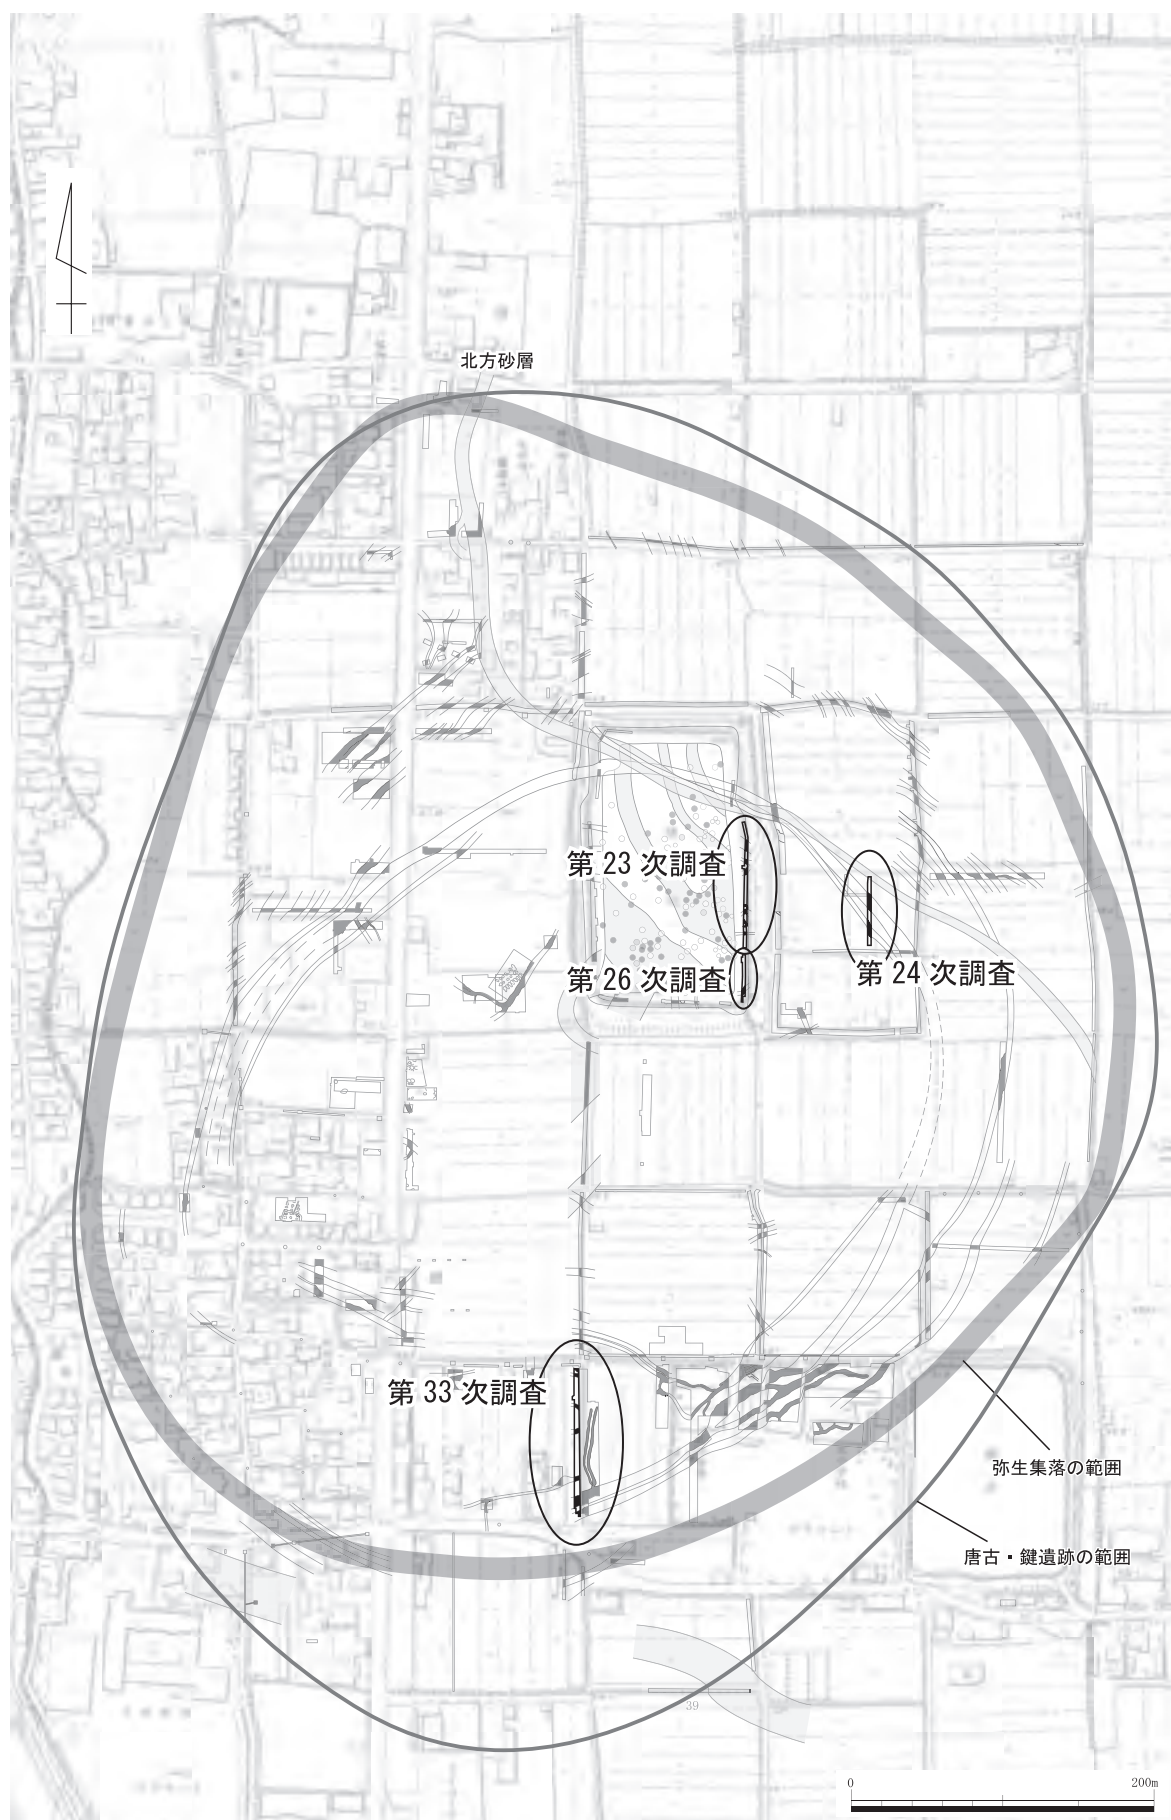 北方砂層
第 23 次調査
第 26 次調査
第 24 次調査
第 33 次調査
弥生集落の範囲
唐古・鍵遺跡の範囲
39
0
200m